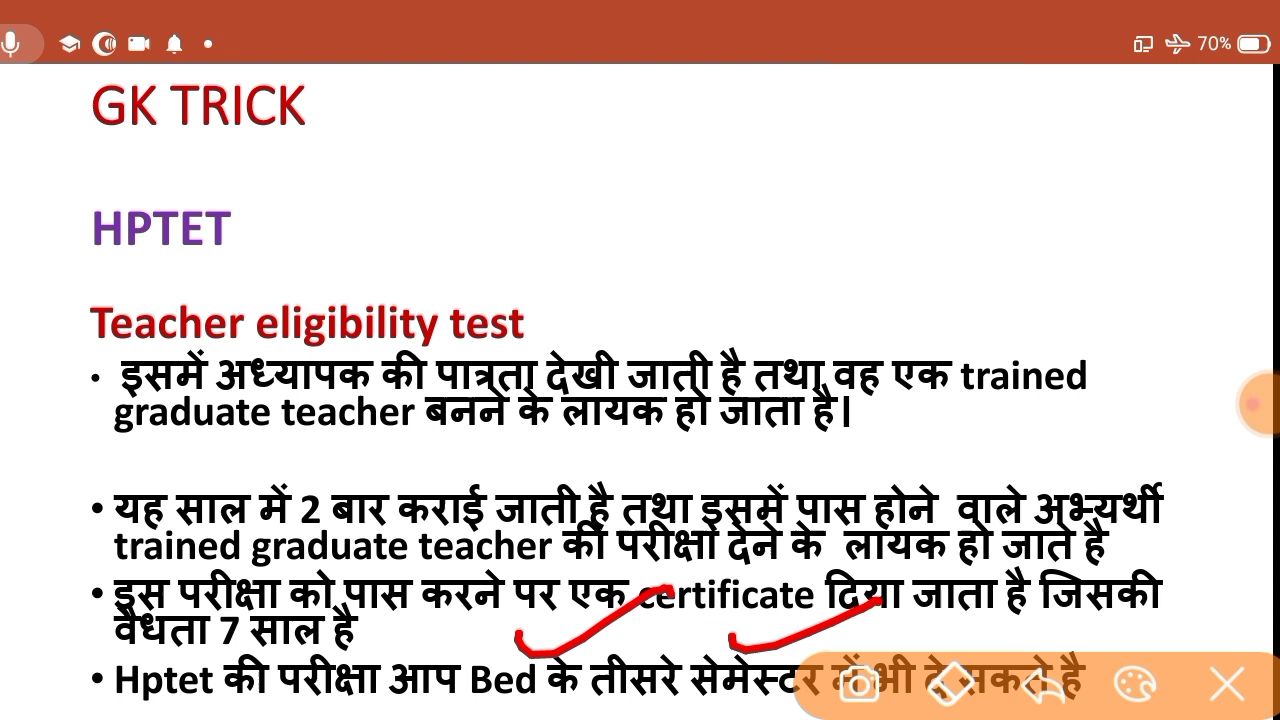 70%
GK TRICK
HPTET
Teacher eligibility test
• इसमें अध्यापक की पात्रता देखी जाती है तथा वह एक trained
graduate teacher बनने के लायक हो जाता है।
• यह साल में 2 बार कराई जाती है तथा इसमें पास होने वाले अभ्यर्थी
trained graduate teacher की परीक्षा देने के लायक हो जाते है
• इस परीक्षा को पास करने पर एक certificate दिया जाता है जिसकी
वैधता 7 साल है
• Hptet की परीक्षा आप Bed के तीसरे सेमेस्टर में भी दे सकते है